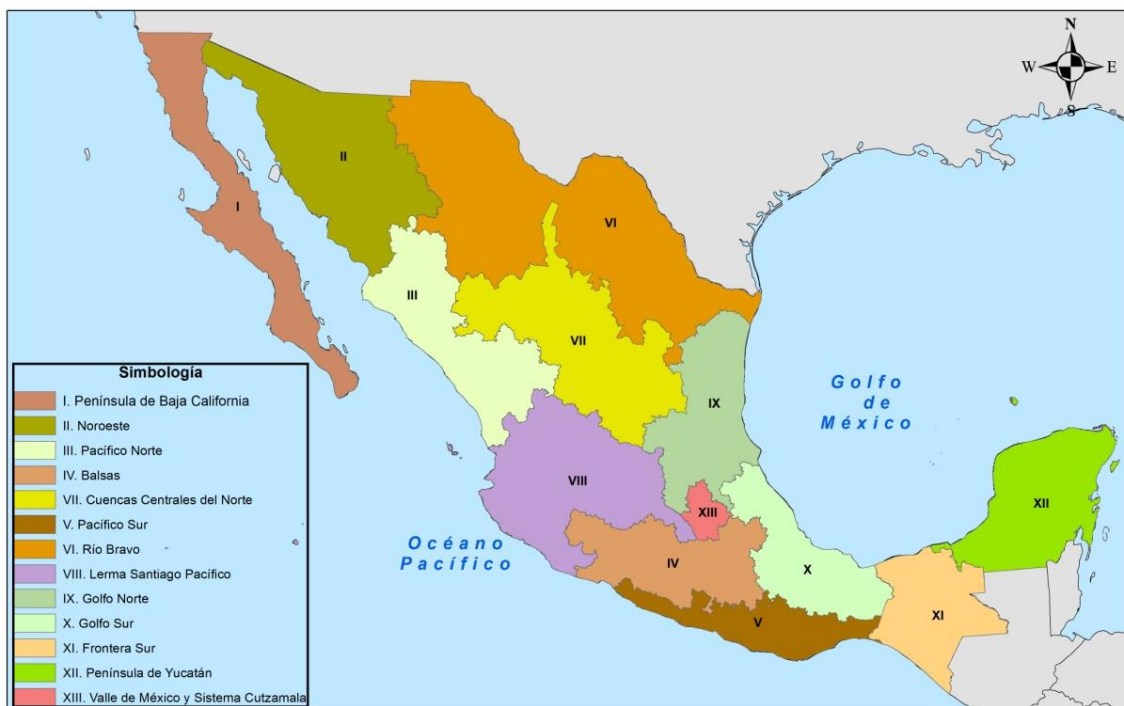 N
W
E
S
II
I
VI
III
VII
IX
Golfo
de
México
VIII
XIII
XII
Océano
Pacífico
IV
X
V
XI
Simbología
I. Península de Baja California
II. Noroeste
III. Pacífico Norte
IV. Balsas
VII. Cuencas Centrales del Norte
V. Pacífico Sur
VI. Río Bravo
VIII. Lerma Santiago Pacífico
IX. Golfo Norte
X. Golfo Sur
XI. Frontera Sur
XII. Península de Yucatán
XIII. Valle de México y Sistema Cutzamala